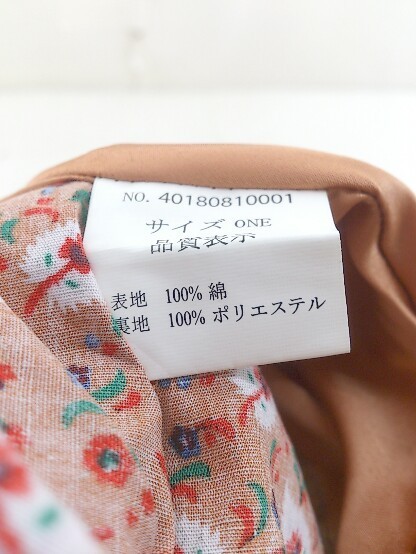 NO. 40180810001
サイズ ONE
品質表示
表地 100% 綿
裏地 100% ポリエステル